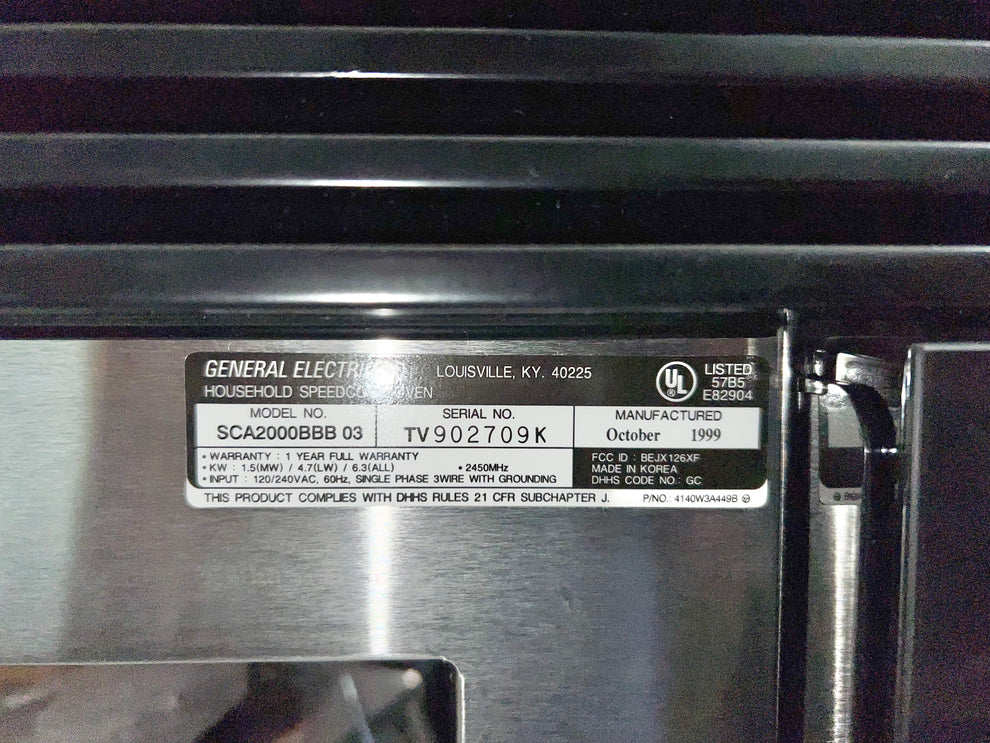 GENERAL ELECTRIC LOUISVILLE, KY. 40225
HOUSEHOLD SPEEDCOOK OVEN
UL LISTED
57B5
E82904
MODEL NO.
SCA2000BBB 03
SERIAL NO.
TV902709K
MANUFACTURED
October 1999
• WARRANTY : 1 YEAR FULL WARRANTY
• KW : 1.5(MW) / 4.7(LW) / 6.3(ALL) • 2450MHz
• INPUT : 120/240VAC, 60Hz, SINGLE PHASE 3WIRE WITH GROUNDING
FCC ID : BEJX126XF
MADE IN KOREA
DHHS CODE NO.: GC
THIS PRODUCT COMPLIES WITH DHHS RULES 21 CFR SUBCHAPTER J. P/NO.: 4140W3A449B